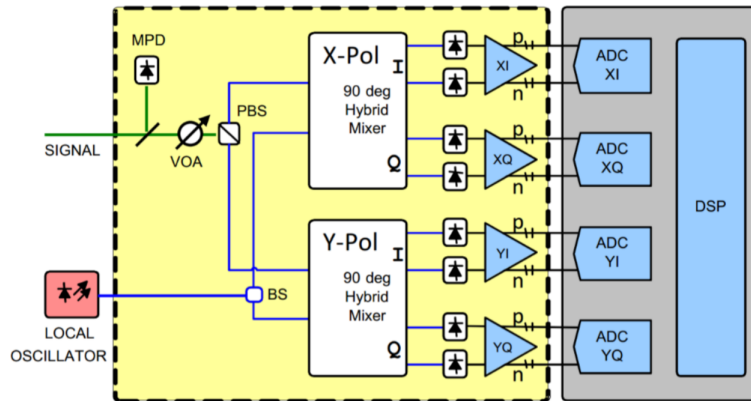 MPD
SIGNAL
VOA
PBS
BS
LOCAL
OSCILLATOR
X-Pol
I
90 deg
Hybrid
Mixer
Q
Y-Pol
I
90 deg
Hybrid
Mixer
Q
p
XI
n
p
XQ
n
p
YI
n
p
YQ
n
ADC
XI
ADC
XQ
ADC
YI
ADC
YQ
DSP